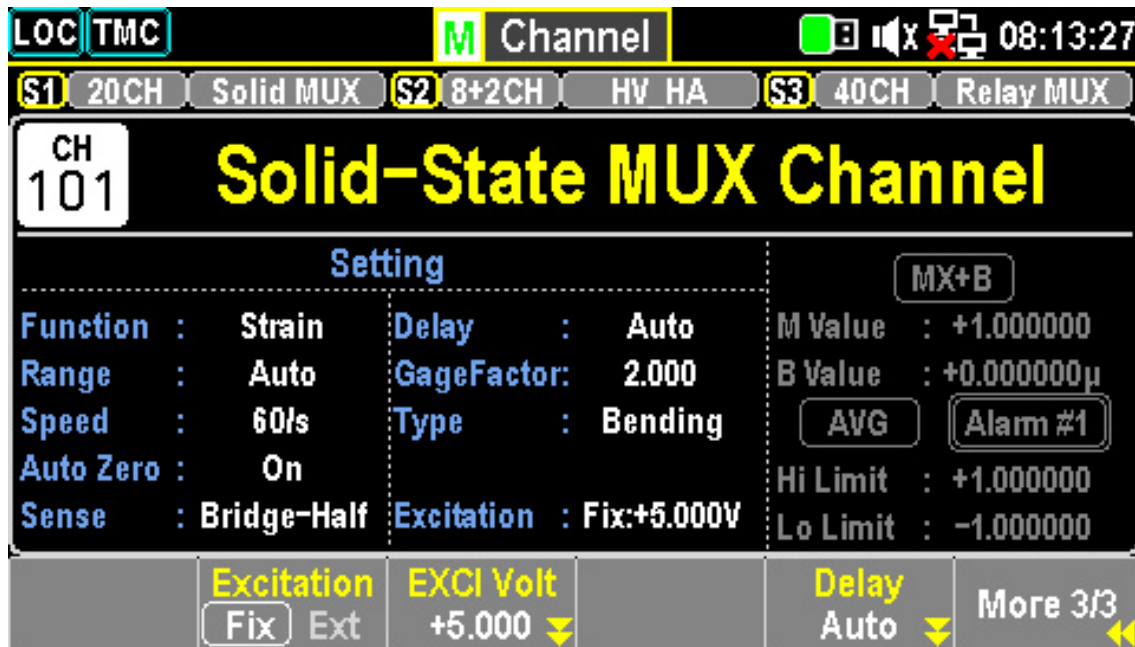 LOC TMC M Channel 08:13:27
S1 20CH Solid MUX S2 8+2CH HV HA S3 40CH Relay MUX
CH
101
Solid-State MUX Channel
Setting
Function : Strain
Range : Auto
Speed : 60/s
Auto Zero : On
Sense : Bridge-Half
Delay : Auto
GageFactor: 2.000
Type : Bending
Excitation : Fix:+5.000V
MX+B
M Value : +1.000000
B Value : +0.000000µ
AVG Alarm #1
Hi Limit : +1.000000
Lo Limit : -1.000000
Excitation
Fix Ext
EXCI Volt
+5.000
Delay
Auto
More 3/3